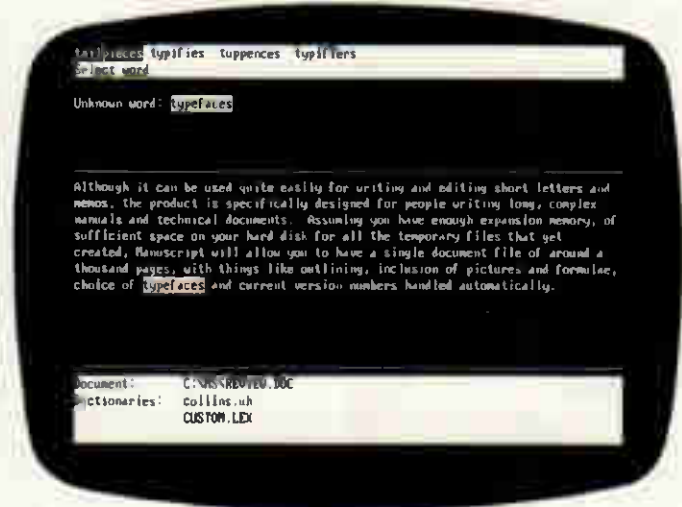 tailpieces typifies tuppences typifiers
Select word
Unknown word: typefaces
Although it can be used quite easily for writing and editing short letters and
memos, the product is specifically designed for people writing long, complex
manuals and technical documents. Assuming you have enough expansion memory, of
sufficient space on your hard disk for all the temporary files that get
created, Manuscript will allow you to have a single document file of around a
thousand pages, with things like outlining, inclusion of pictures and formulae,
choice of typefaces and current version numbers handled automatically.
Document: C:\MS\REVIEW.DOC
Dictionaries: collins.uh
CUSTOM.LEX